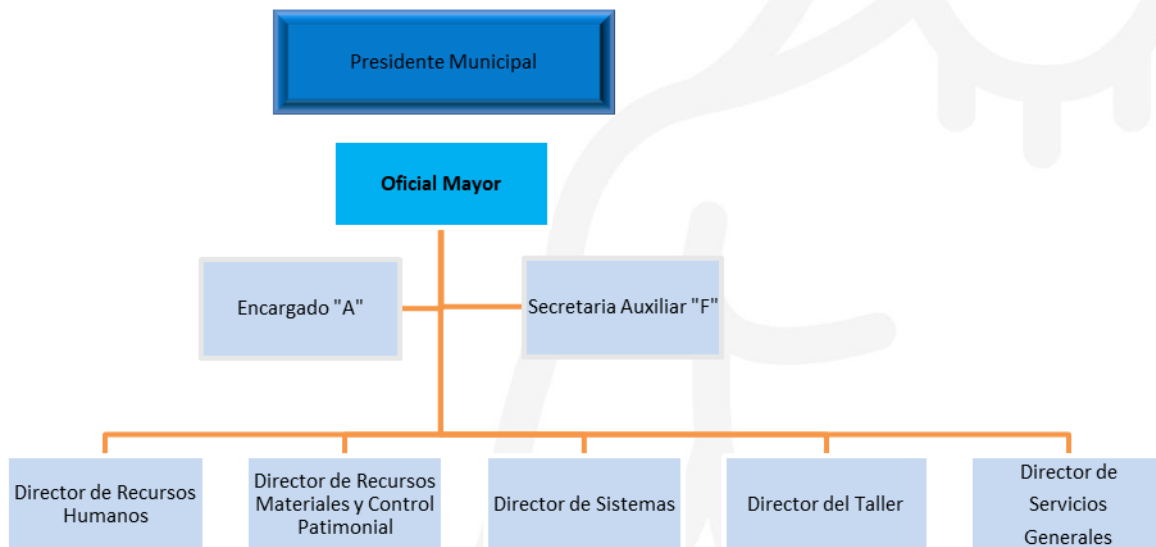 Presidente Municipal
Oficial Mayor
Encargado "A"
Secretaria Auxiliar "F"
Director de Recursos
Humanos
Director de Recursos
Materiales y Control
Patimonial
Director de Sistemas
Director del Taller
Director de
Servicios
Generales